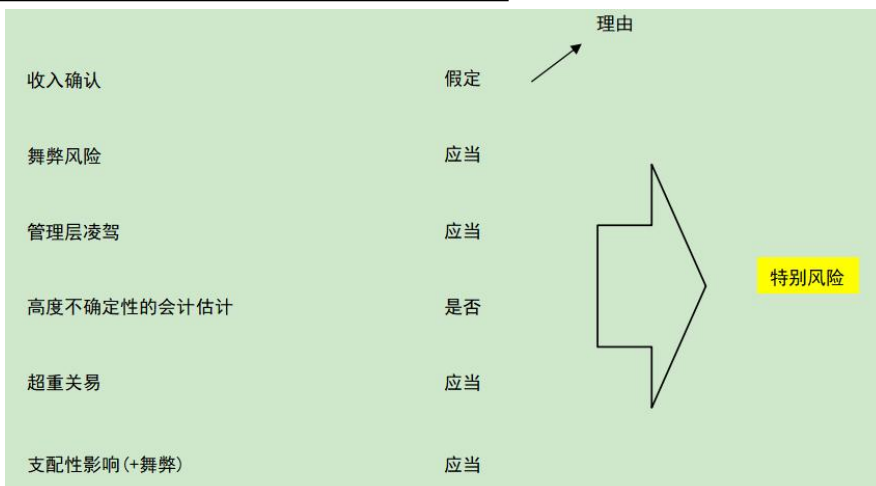 理由
收入确认 假定
舞弊风险 应当
管理层凌驾 应当
特别风险
高度不确定性的会计估计 是否
超重关易 应当
支配性影响(+舞弊) 应当